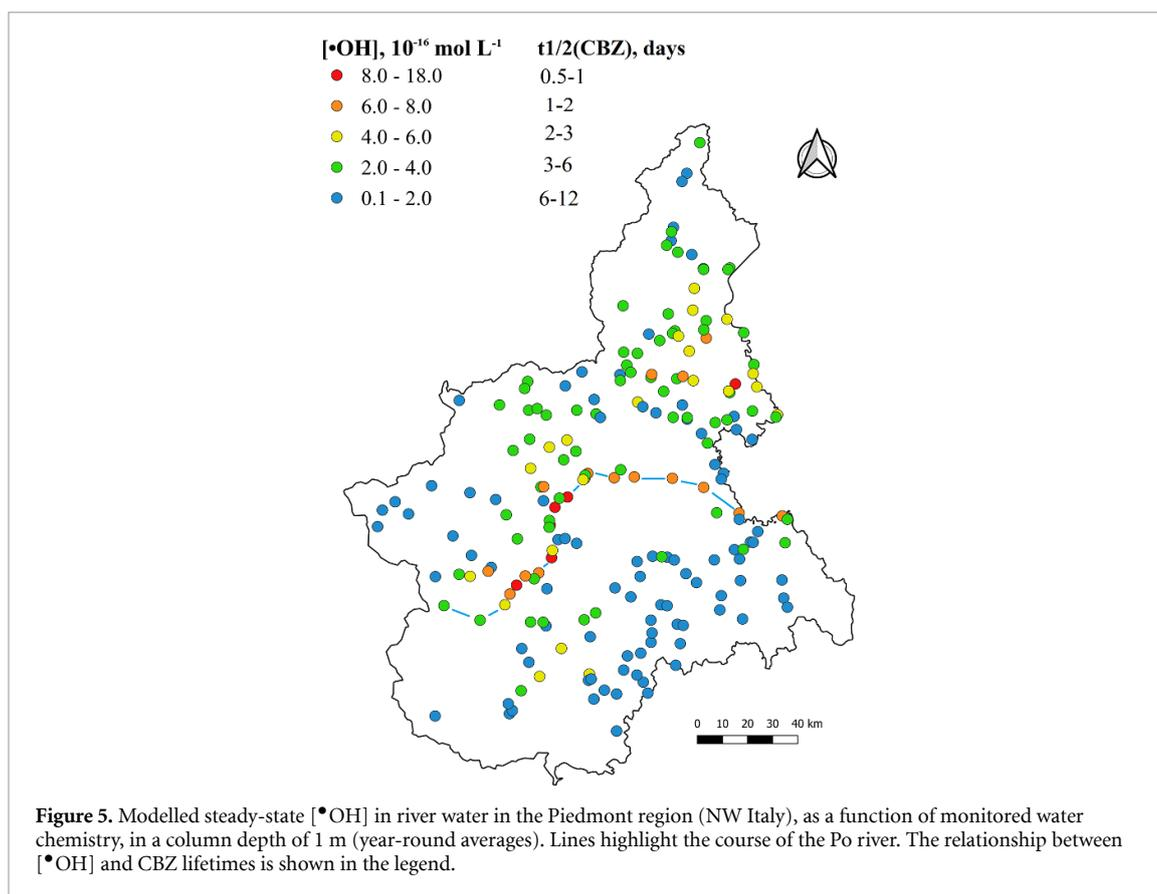 [•OH], 10⁻¹⁶ mol L⁻¹ t1/2(CBZ), days
8.0 - 18.0 0.5-1
6.0 - 8.0 1-2
4.0 - 6.0 2-3
2.0 - 4.0 3-6
0.1 - 2.0 6-12
0 10 20 30 40 km
Figure 5. Modelled steady-state [•OH] in river water in the Piedmont region (NW Italy), as a function of monitored water
chemistry, in a column depth of 1 m (year-round averages). Lines highlight the course of the Po river. The relationship between
[•OH] and CBZ lifetimes is shown in the legend.